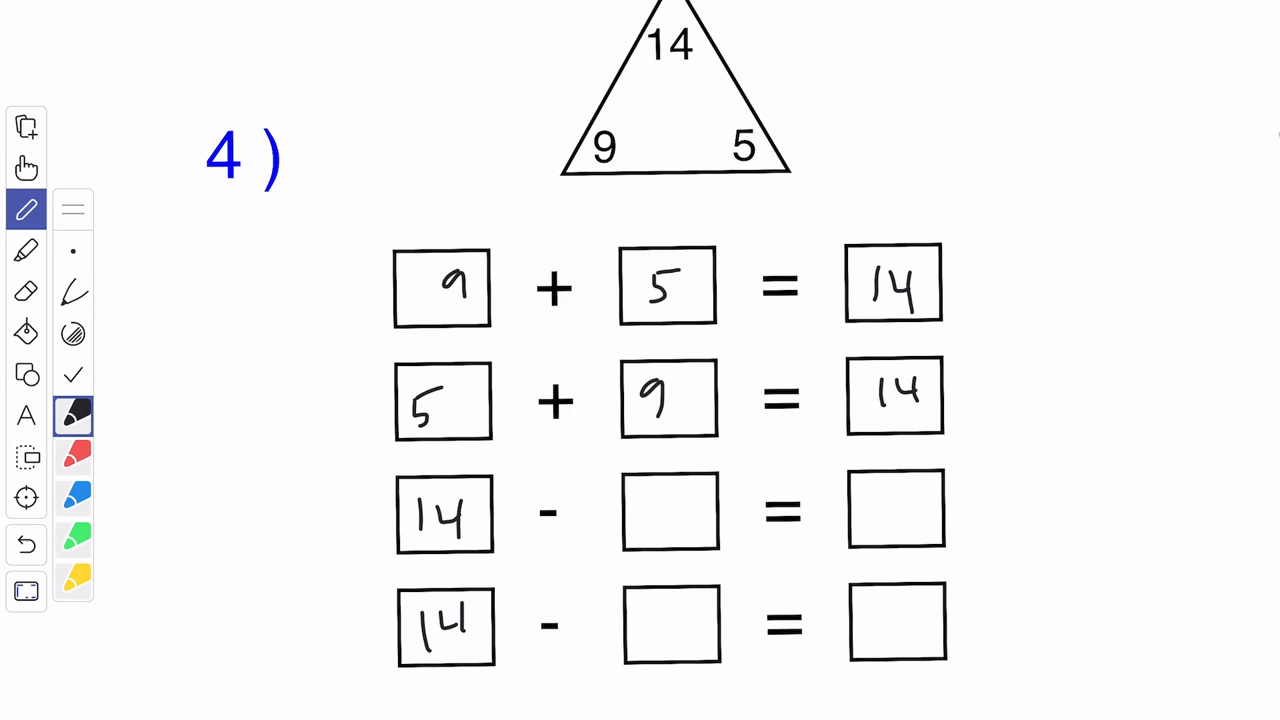 14
4 )
9 5
9 + 5 = 14
5 + 9 = 14
14 - =
14 - =
A